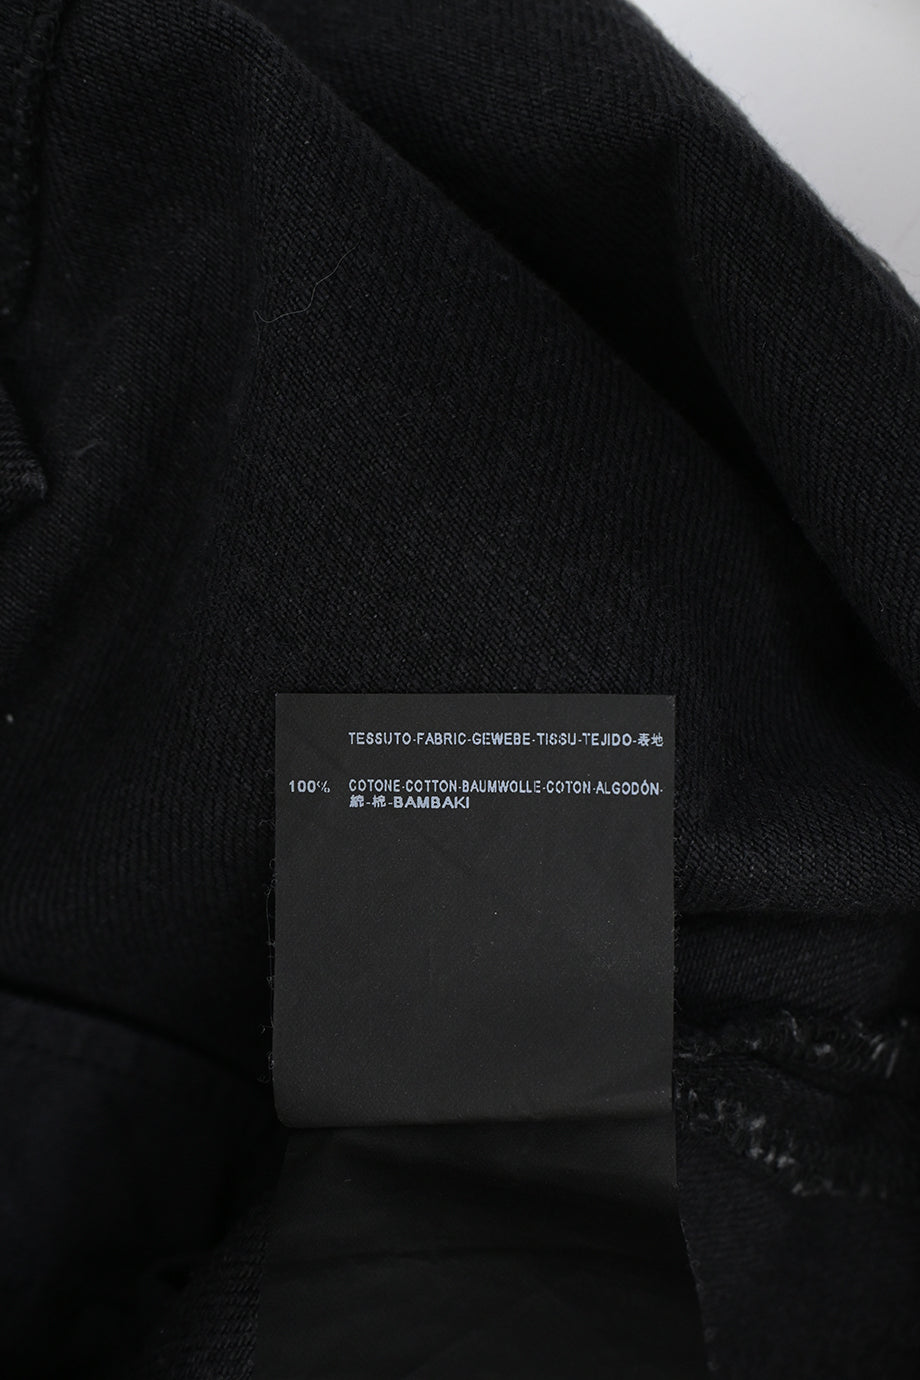 TESSUTO-FABRIC-GEWEBE-TISSU-TEJIDO-表地
100% COTONE-COTTON-BAUMWOLLE-COTON-ALGODÓN-
綿-棉-BAMBAKI